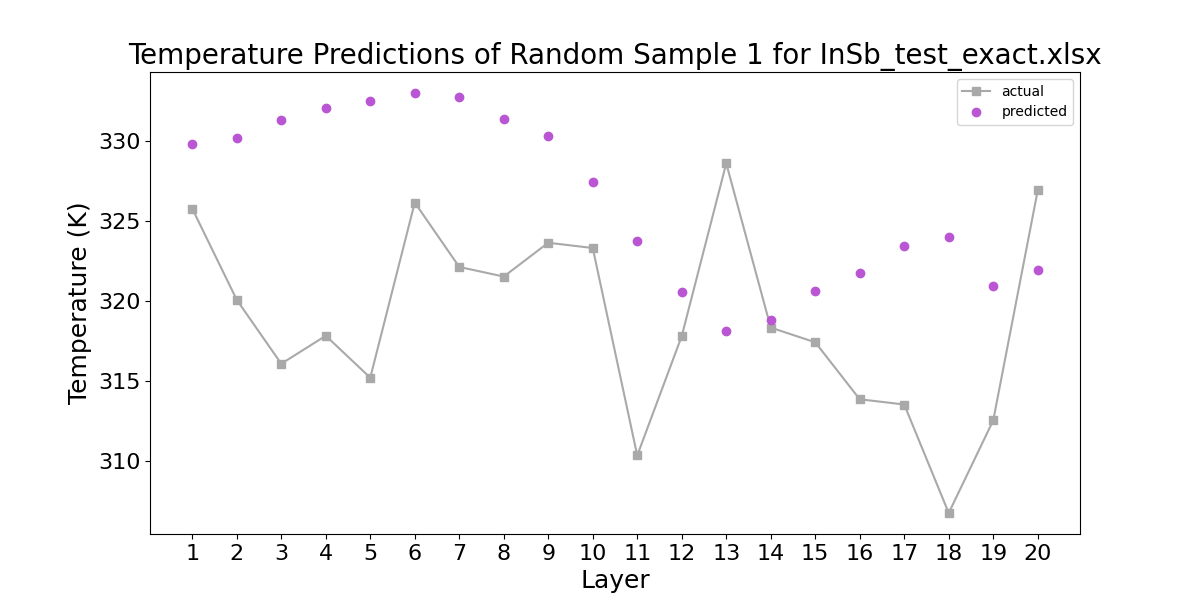 Temperature Predictions of Random Sample 1 for InSb_test_exact.xlsx
actual
predicted
Temperature (K)
330
325
320
315
310
1 2 3 4 5 6 7 8 9 10 11 12 13 14 15 16 17 18 19 20
Layer